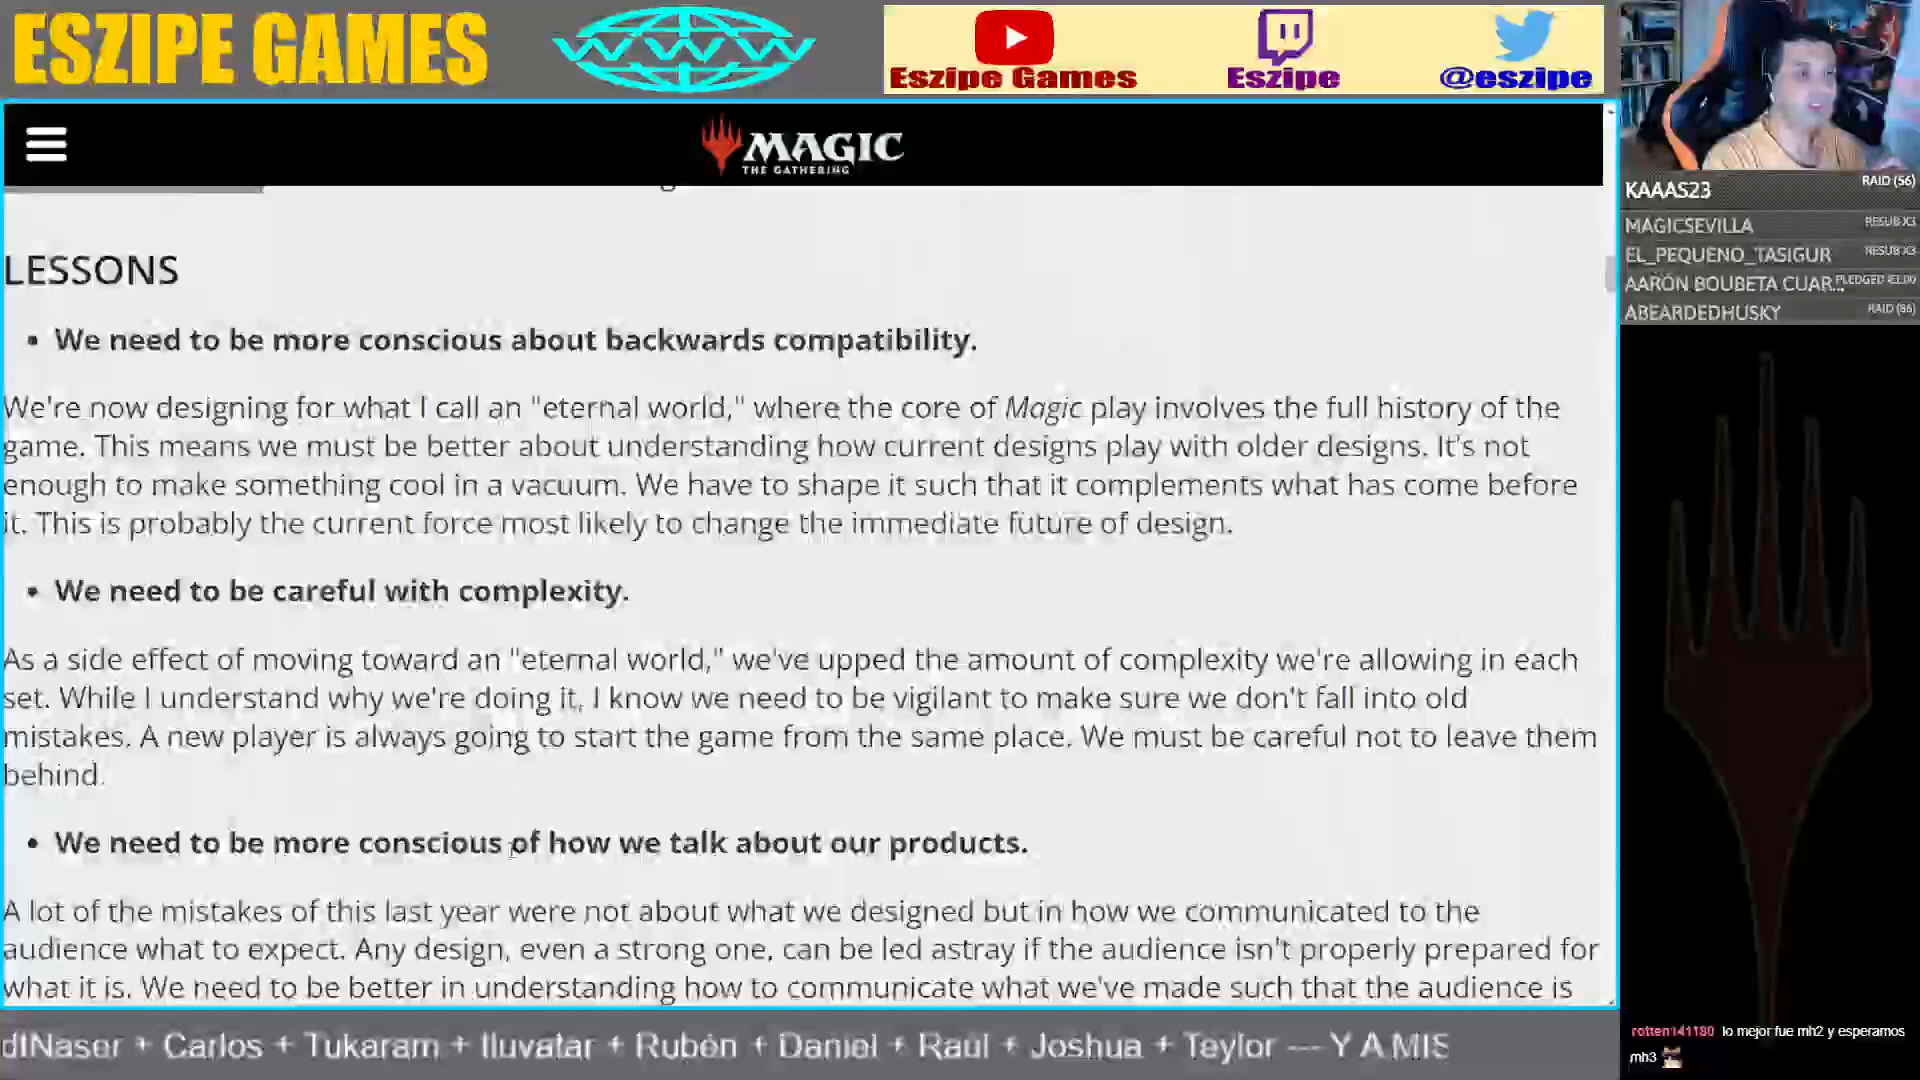 ESZIPE GAMES
WWW
Eszipe Games
Eszipe
@eszipe
MAGIC
THE GATHERING
KAAAS23 RAID (56)
MAGICSEVILLA RESUB X3
EL_PEQUENO_TASIGUR RESUB X3
AARÓN BOUBETA CUAR... PLEDGED €3.00
ABEARDEDHUSKY RAID (86)
LESSONS
• We need to be more conscious about backwards compatibility.
We're now designing for what I call an "eternal world," where the core of Magic play involves the full history of the
game. This means we must be better about understanding how current designs play with older designs. It's not
enough to make something cool in a vacuum. We have to shape it such that it complements what has come before
it. This is probably the current force most likely to change the immediate future of design.
• We need to be careful with complexity.
As a side effect of moving toward an "eternal world," we've upped the amount of complexity we're allowing in each
set. While I understand why we're doing it, I know we need to be vigilant to make sure we don't fall into old
mistakes. A new player is always going to start the game from the same place. We must be careful not to leave them
behind.
• We need to be more conscious of how we talk about our products.
A lot of the mistakes of this last year were not about what we designed but in how we communicated to the
audience what to expect. Any design, even a strong one, can be led astray if the audience isn't properly prepared for
what it is. We need to be better in understanding how to communicate what we've made such that the audience is
dINaser + Carlos + Tukaram + Iluvatar + Rubén + Daniel + Raúl + Joshua + Teylor --- Y A MIS
rotten141180 lo mejor fue mh2 y esperamos
mh3